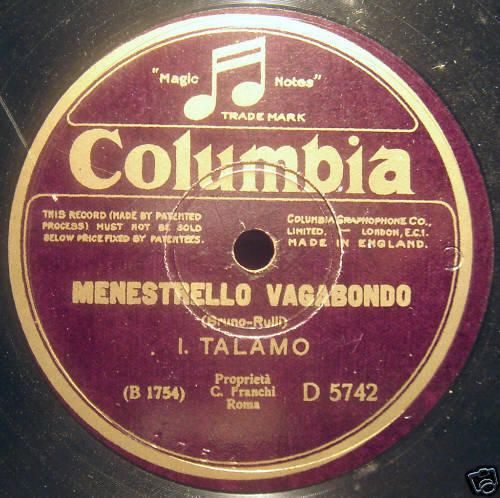 "Magic Notes"
TRADE MARK
Columbia
THIS RECORD (MADE BY PATENTED
PROCESS) MUST NOT BE SOLD
BELOW PRICE FIXED BY PATENTEES.
COLUMBIA GRAPHOPHONE CO.,
LIMITED, — LONDON, E.C.1.
MADE IN ENGLAND.
MENESTRELLO VAGABONDO
(Bruno-Rulli)
I. TALAMO
(B 1754)
Proprietà
C. Franchi
Roma
D 5742
ebY